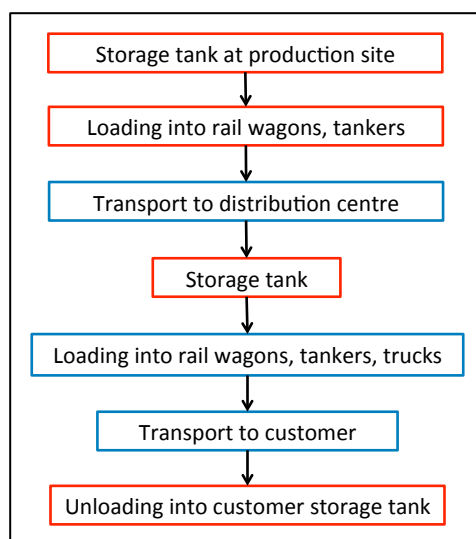 Storage tank at production site
Loading into rail wagons, tankers
Transport to distribution centre
Storage tank
Loading into rail wagons, tankers, trucks
Transport to customer
Unloading into customer storage tank